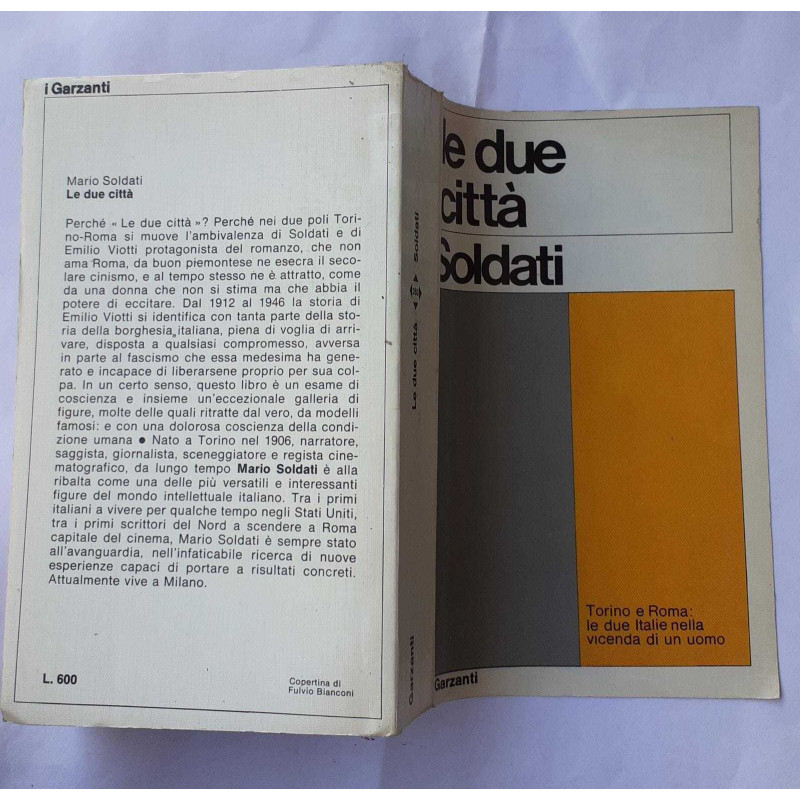 i Garzanti
Mario Soldati
Le due città
Perché « Le due città »? Perché nei due poli Tori-
no-Roma si muove l'ambivalenza di Soldati e di
Emilio Viotti protagonista del romanzo, che non
ama Roma, da buon piemontese ne esecra il seco-
lare cinismo, e al tempo stesso ne è attratto, come
da una donna che non si stima ma che abbia il
potere di eccitare. Dal 1912 al 1946 la storia di
Emilio Viotti si identifica con tanta parte della sto-
ria della borghesia italiana, piena di voglia di arri-
vare, disposta a qualsiasi compromesso, avversa
in parte al fascismo che essa medesima ha gene-
rato e incapace di liberarsene proprio per sua col-
pa. In un certo senso, questo libro è un esame di
coscienza e insieme un'eccezionale galleria di
figure, molte delle quali ritratte dal vero, da modelli
famosi: e con una dolorosa coscienza della condi-
zione umana ● Nato a Torino nel 1906, narratore,
saggista, giornalista, sceneggiatore e regista cine-
matografico, da lungo tempo Mario Soldati è alla
ribalta come una delle più versatili e interessanti
figure del mondo intellettuale italiano. Tra i primi
italiani a vivere per qualche tempo negli Stati Uniti,
tra i primi scrittori del Nord a scendere a Roma
capitale del cinema, Mario Soldati è sempre stato
all'avanguardia, nell'infaticabile ricerca di nuove
esperienze capaci di portare a risultati concreti.
Attualmente vive a Milano.
L. 600
Copertina di
Fulvio Bianconi
Garzanti Le due città Soldati
le due
città
Soldati
Torino e Roma:
le due Italie nella
vicenda di un uomo
Garzanti